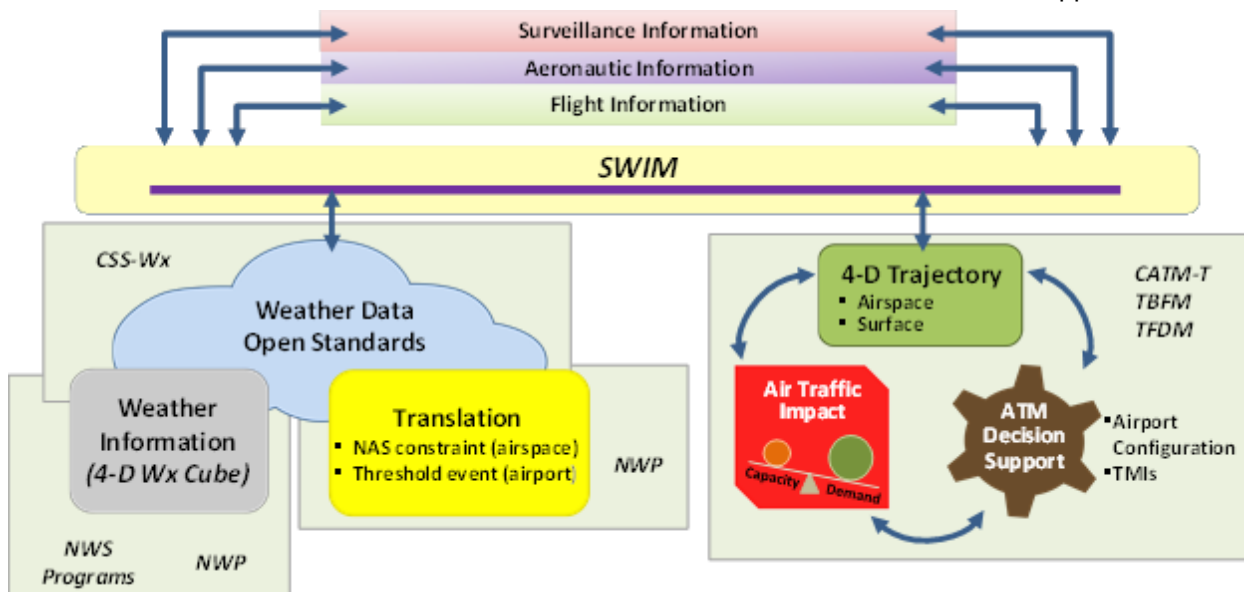 Surveillance Information
Aeronautic Information
Flight Information
SWIM
CSS-Wx
Weather Data
Open Standards
Weather
Information
(4-D Wx Cube)
Translation
▪ NAS constraint (airspace)
▪ Threshold event (airport)
NWP
NWS
Programs
NWP
4-D Trajectory
▪ Airspace
▪ Surface
CATM-T
TBFM
TFDM
Air Traffic
Impact
Capacity
Demand
ATM
Decision
Support
▪Airport
Configuration
▪TMIs